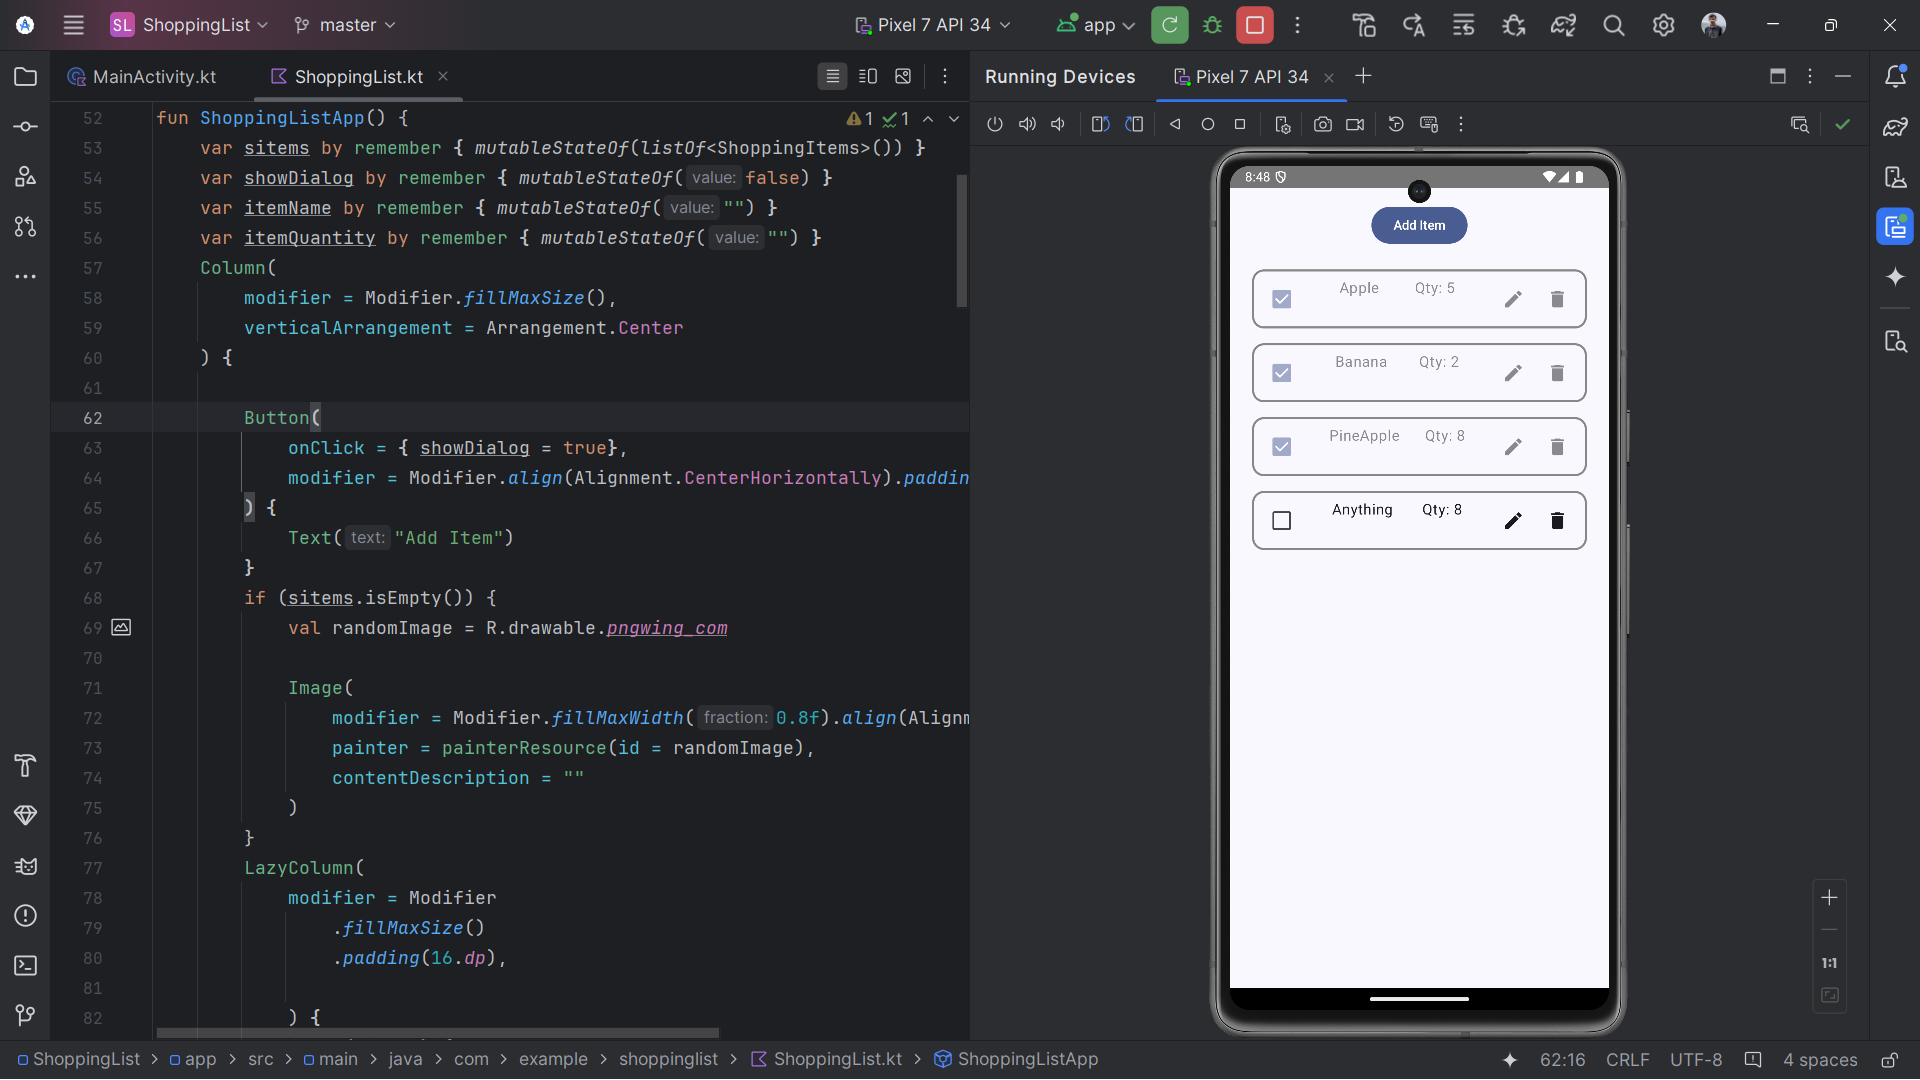 SL ShoppingList master Pixel 7 API 34 app
MainActivity.kt ShoppingList.kt
52 fun ShoppingListApp() { 1 1
53 var sitems by remember { mutableStateOf(listOf<ShoppingItems>()) }
54 var showDialog by remember { mutableStateOf( value: false) }
55 var itemName by remember { mutableStateOf( value: "") }
56 var itemQuantity by remember { mutableStateOf( value: "") }
57 Column(
58 modifier = Modifier.fillMaxSize(),
59 verticalArrangement = Arrangement.Center
60 ) {
61
62 Button(
63 onClick = { showDialog = true},
64 modifier = Modifier.align(Alignment.CenterHorizontally).paddin
65 ) {
66 Text( text: "Add Item")
67 }
68 if (sitems.isEmpty()) {
69 val randomImage = R.drawable.pngwing_com
70
71 Image(
72 modifier = Modifier.fillMaxWidth( fraction: 0.8f).align(Alignm
73 painter = painterResource(id = randomImage),
74 contentDescription = ""
75 )
76 }
77 LazyColumn(
78 modifier = Modifier
79 .fillMaxSize()
80 .padding(16.dp),
81
82 ) {
Running Devices Pixel 7 API 34
8:48
Add Item
Apple Qty: 5
Banana Qty: 2
PineApple Qty: 8
Anything Qty: 8
1:1
ShoppingList > app > src > main > java > com > example > shoppinglist > ShoppingList.kt > ShoppingListApp
62:16 CRLF UTF-8 4 spaces